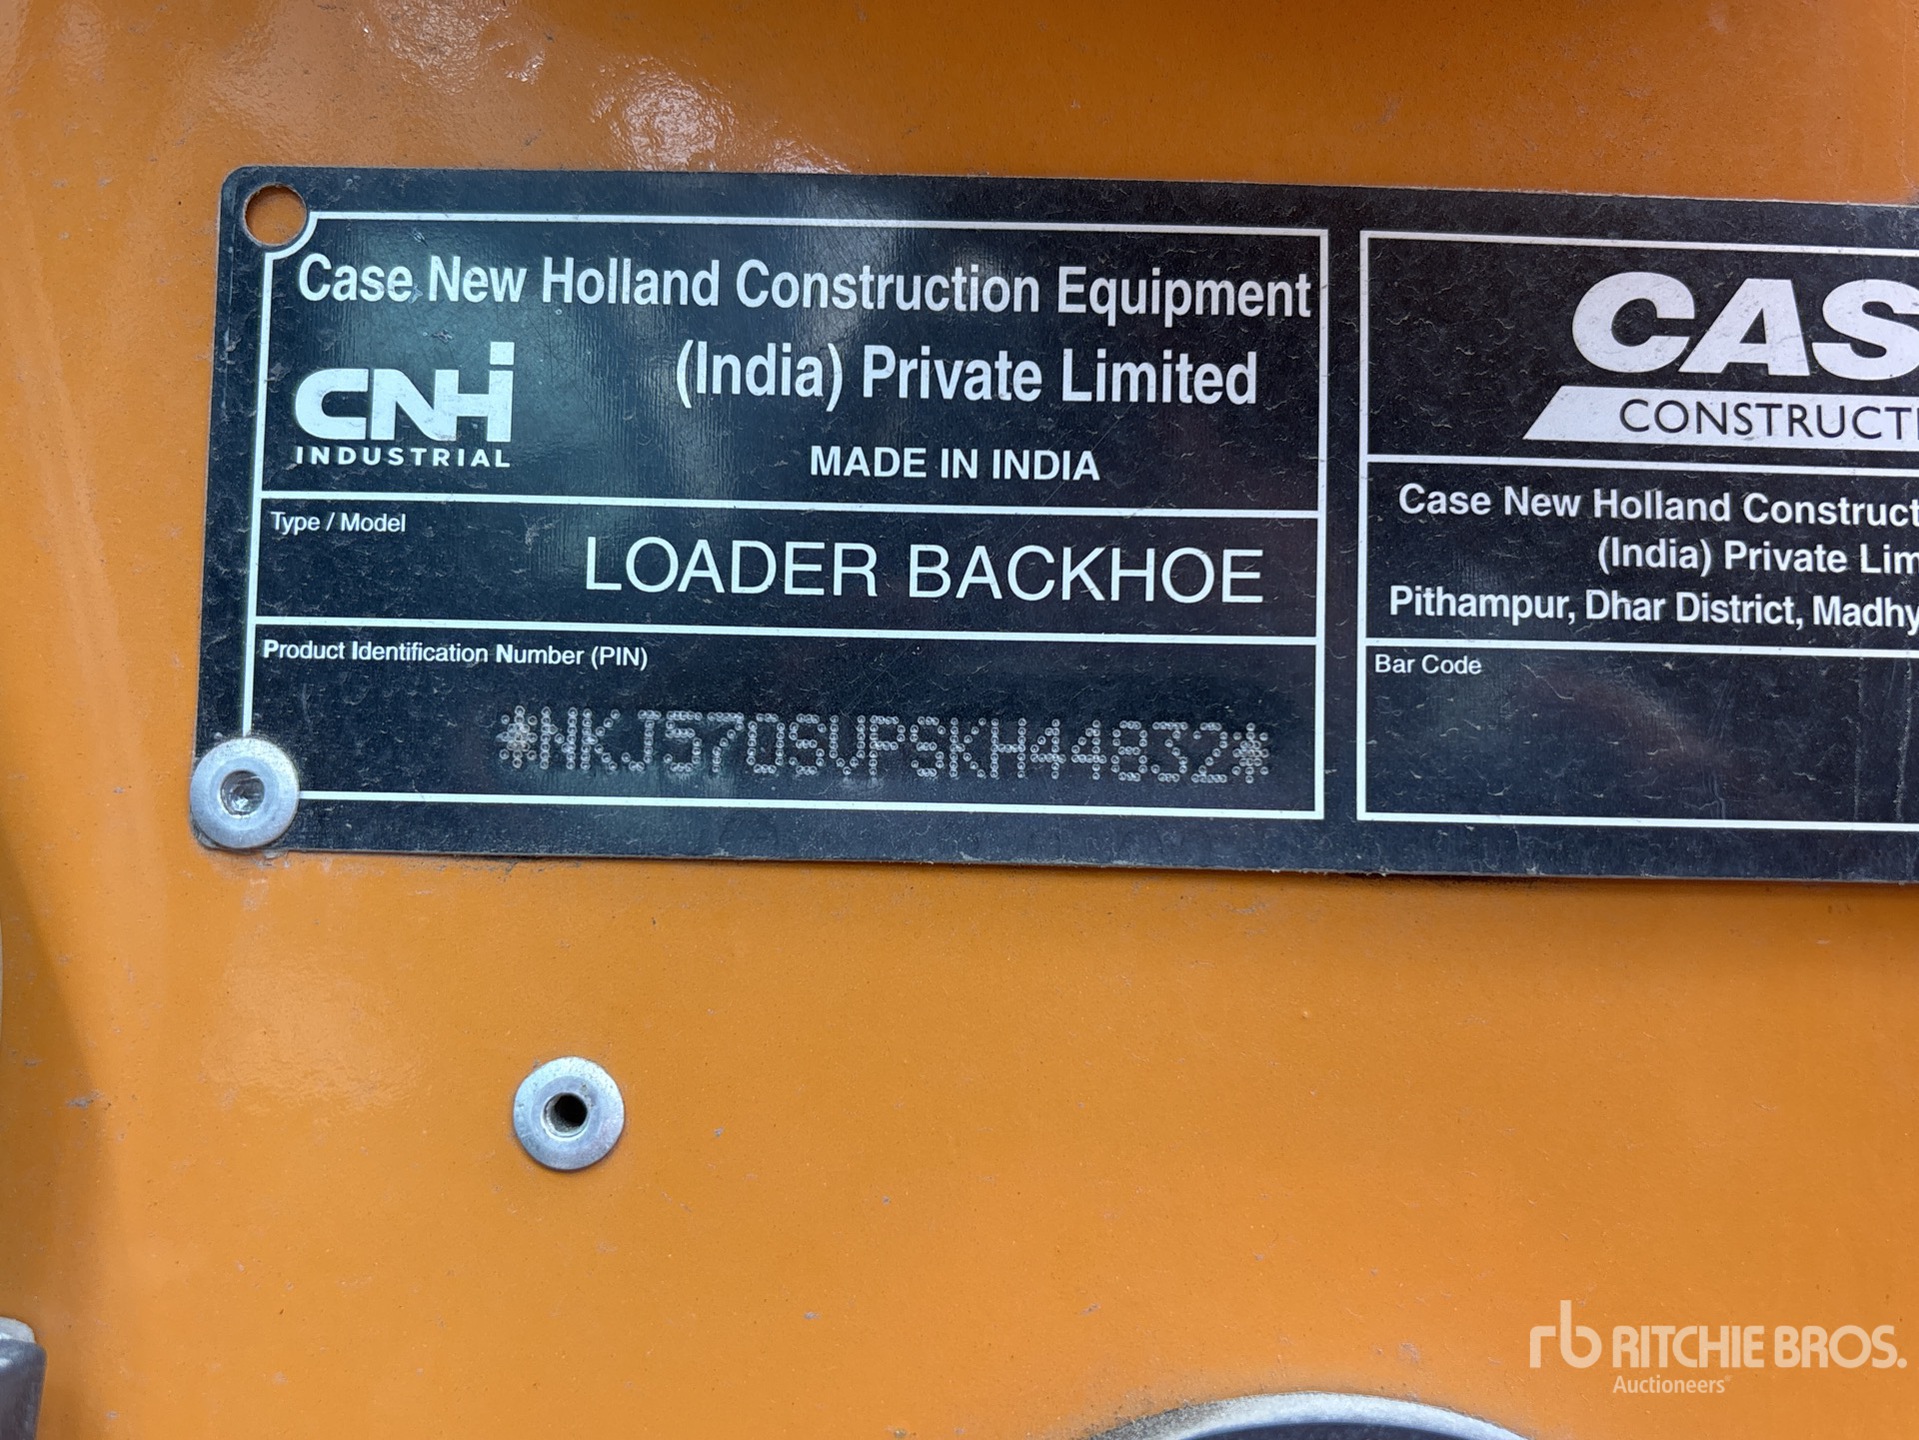 Case New Holland Construction Equipment
(India) Private Limited
CNH
INDUSTRIAL
MADE IN INDIA
Type / Model
LOADER BACKHOE
Product Identification Number (PIN)
*NKJ570SVPSKH44832*
CAS
CONSTRUCTI
Case New Holland Construct
(India) Private Lim
Pithampur, Dhar District, Madhy
Bar Code
rb RITCHIE BROS.
Auctioneers